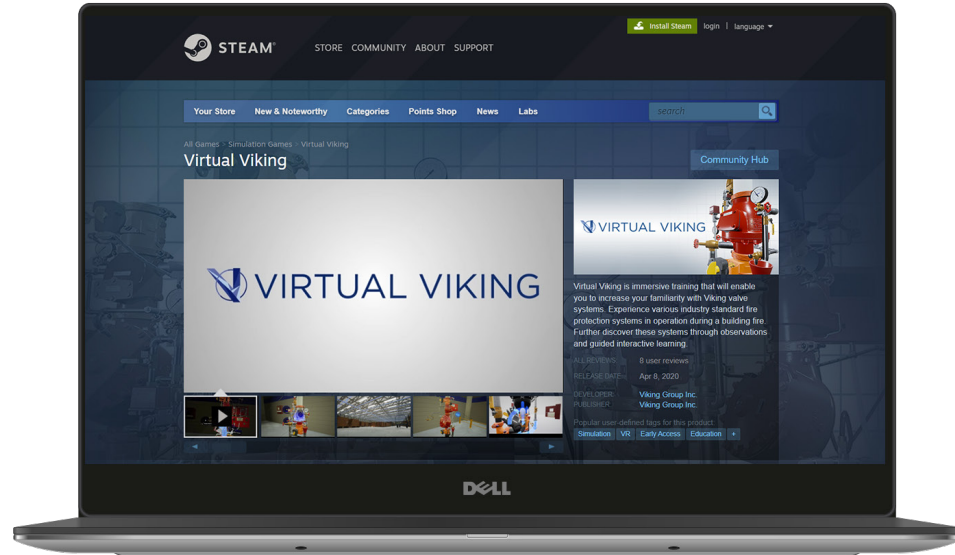 Install Steam login | language
STEAM®
STORE COMMUNITY ABOUT SUPPORT
Your Store New & Noteworthy Categories Points Shop News Labs search
All Games > Simulation Games > Virtual Viking
Virtual Viking
Community Hub
VIRTUAL VIKING
VIRTUAL VIKING
Virtual Viking is immersive training that will enable
you to increase your familiarity with Viking valve
systems. Experience various industry standard fire
protection systems in operation during a building fire.
Further discover these systems through observations
and guided interactive learning.
ALL REVIEWS: 8 user reviews
RELEASE DATE: Apr 8, 2020
DEVELOPER: Viking Group Inc.
PUBLISHER: Viking Group Inc.
Popular user-defined tags for this product:
Simulation VR Early Access Education +
DELL